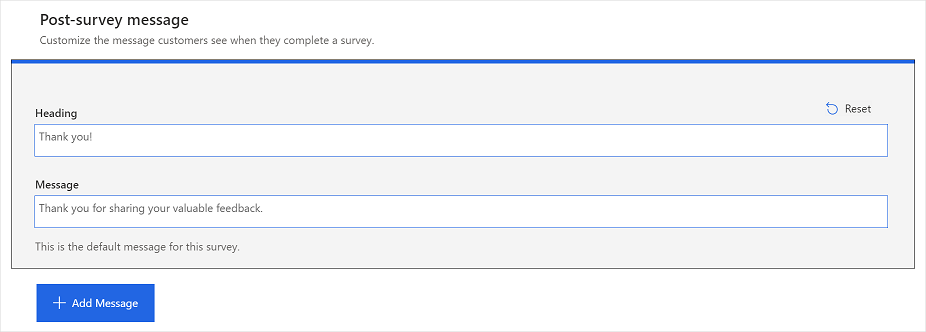 Post-survey message
Customize the message customers see when they complete a survey.
Reset
Heading
Thank you!
Message
Thank you for sharing your valuable feedback.
This is the default message for this survey.
Add Message